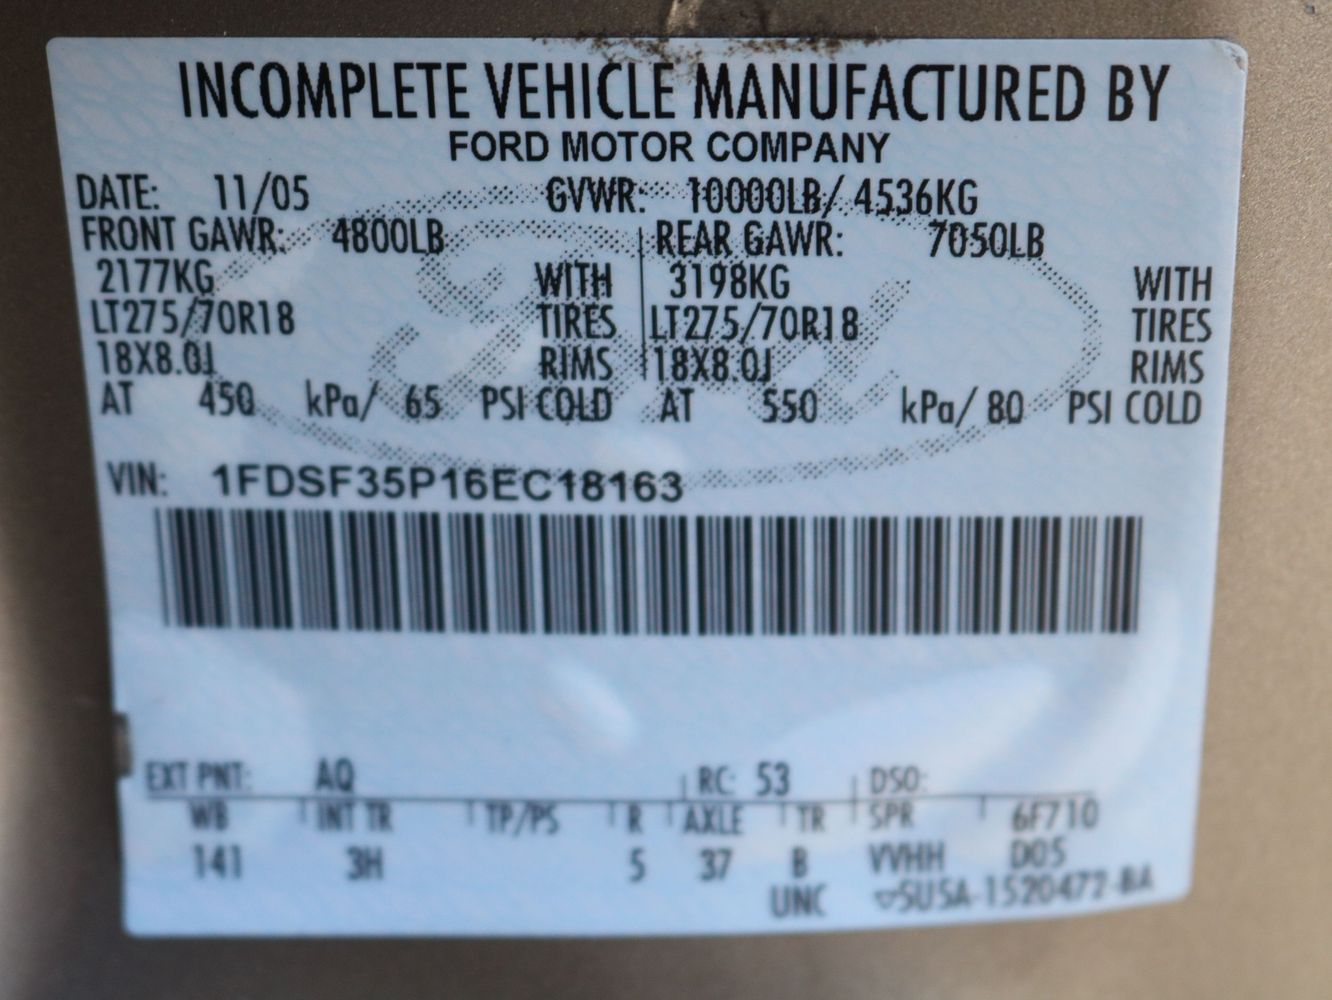 INCOMPLETE VEHICLE MANUFACTURED BY
FORD MOTOR COMPANY
DATE: 11/05 GVWR: 10000LB/ 4536KG
FRONT GAWR: 4800LB REAR GAWR: 7050LB
2177KG WITH 3198KG WITH
LT275/70R18 TIRES LT275/70R18 TIRES
18X8.0J RIMS 18X8.0J RIMS
AT 450 kPa/ 65 PSI COLD AT 550 kPa/ 80 PSI COLD
VIN: 1FDSF35P16EC18163
EXT PNT: AQ RC: 53 DSO:
WB INT TR TP/PS R AXLE TR SPR 6F710
141 3H 5 37 B VVHH D05
UNC ▽5U5A-1520472-BA